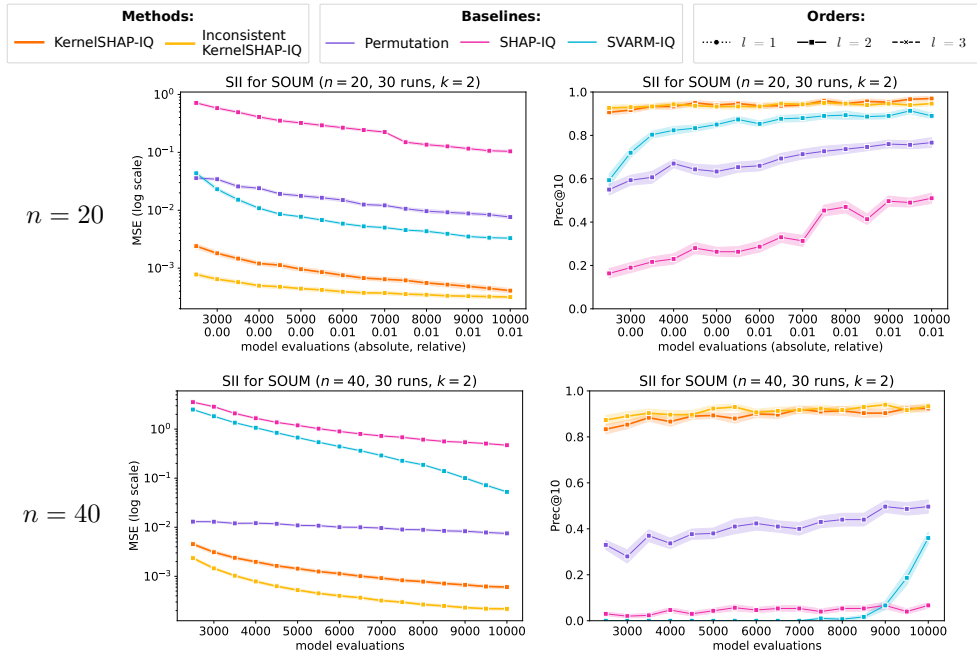 Methods:
KernelSHAP-IQ
Inconsistent
KernelSHAP-IQ
Baselines:
Permutation
SHAP-IQ
SVARM-IQ
Orders:
l = 1
l = 2
l = 3
n = 20
SII for SOUM (n = 20, 30 runs, k = 2)
MSE (log scale)
10⁰
10⁻¹
10⁻²
10⁻³
3000 4000 5000 6000 7000 8000 9000 10000
0.00 0.00 0.00 0.01 0.01 0.01 0.01 0.01
model evaluations (absolute, relative)
SII for SOUM (n = 20, 30 runs, k = 2)
Prec@10
1.0
0.8
0.6
0.4
0.2
0.0
3000 4000 5000 6000 7000 8000 9000 10000
0.00 0.00 0.00 0.01 0.01 0.01 0.01 0.01
model evaluations (absolute, relative)
n = 40
SII for SOUM (n = 40, 30 runs, k = 2)
MSE (log scale)
10⁰
10⁻¹
10⁻²
10⁻³
3000 4000 5000 6000 7000 8000 9000 10000
model evaluations
SII for SOUM (n = 40, 30 runs, k = 2)
Prec@10
1.0
0.8
0.6
0.4
0.2
0.0
3000 4000 5000 6000 7000 8000 9000 10000
model evaluations